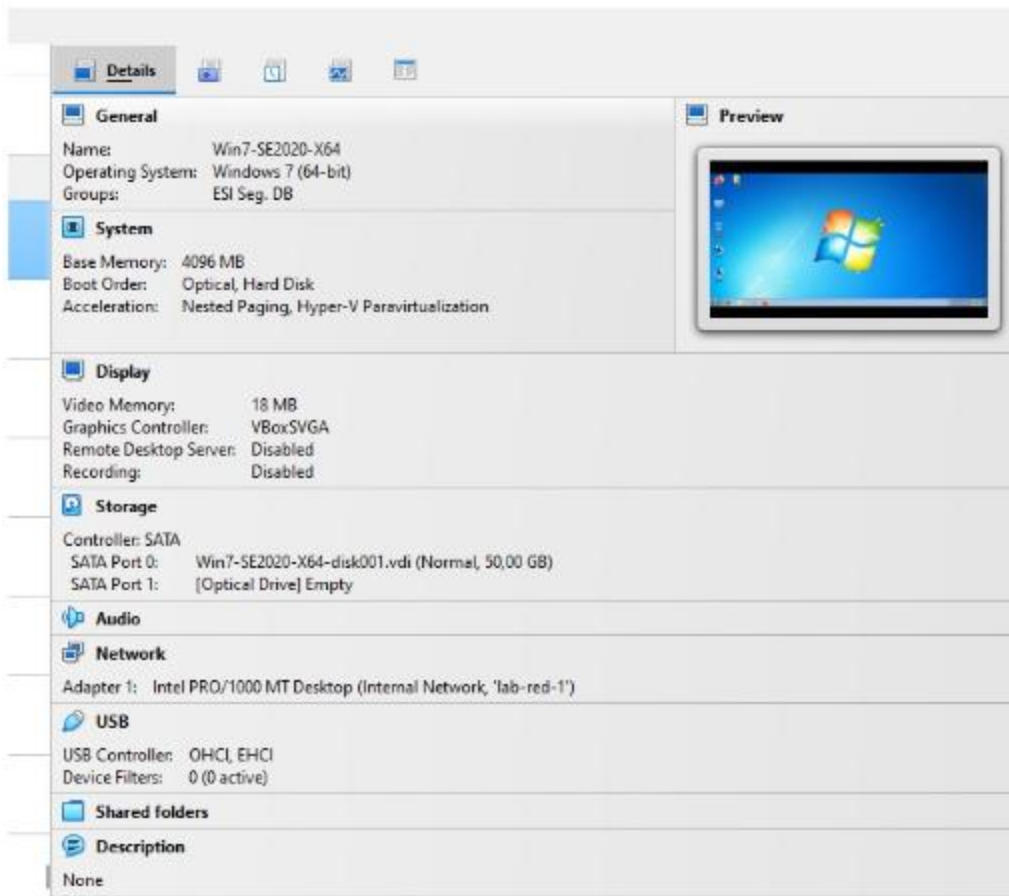 Details
General
Name: Win7-SE2020-X64
Operating System: Windows 7 (64-bit)
Groups: ESI Seg. DB
Preview
System
Base Memory: 4096 MB
Boot Order: Optical, Hard Disk
Acceleration: Nested Paging, Hyper-V Paravirtualization
Display
Video Memory: 18 MB
Graphics Controller: VBoxSVGA
Remote Desktop Server: Disabled
Recording: Disabled
Storage
Controller: SATA
SATA Port 0: Win7-SE2020-X64-disk001.vdi (Normal, 50,00 GB)
SATA Port 1: [Optical Drive] Empty
Audio
Network
Adapter 1: Intel PRO/1000 MT Desktop (Internal Network, 'lab-red-1')
USB
USB Controller: OHCI, EHCI
Device Filters: 0 (0 active)
Shared folders
Description
None